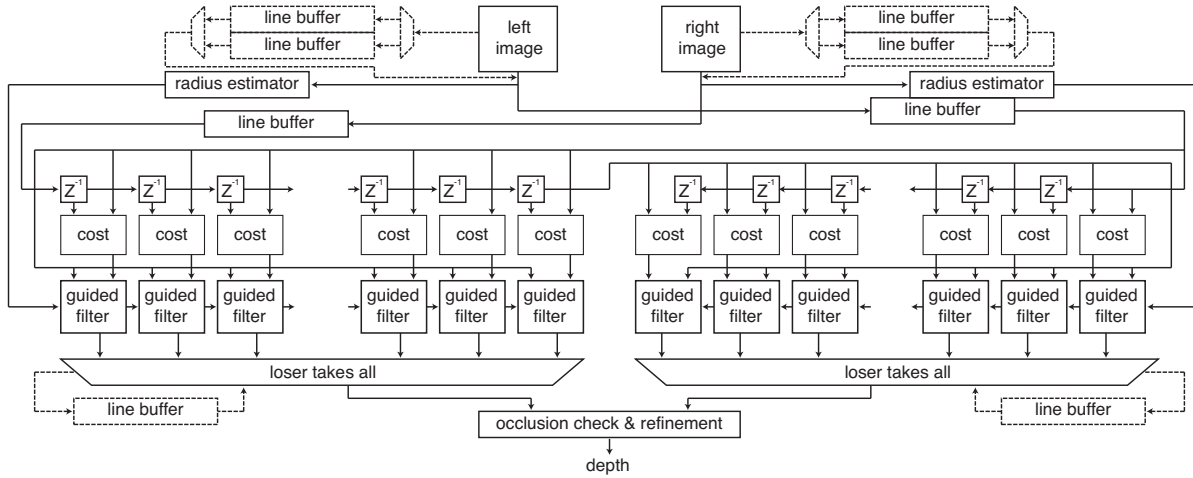 line buffer
line buffer
left
image
right
image
line buffer
line buffer
radius estimator
radius estimator
line buffer
line buffer
Z⁻¹ Z⁻¹ Z⁻¹ Z⁻¹ Z⁻¹ Z⁻¹ Z⁻¹ Z⁻¹ Z⁻¹ Z⁻¹ Z⁻¹
cost cost cost cost cost cost cost cost cost cost cost cost
guided
filter
guided
filter
guided
filter
guided
filter
guided
filter
guided
filter
guided
filter
guided
filter
guided
filter
guided
filter
guided
filter
guided
filter
loser takes all
loser takes all
line buffer
line buffer
occlusion check & refinement
depth